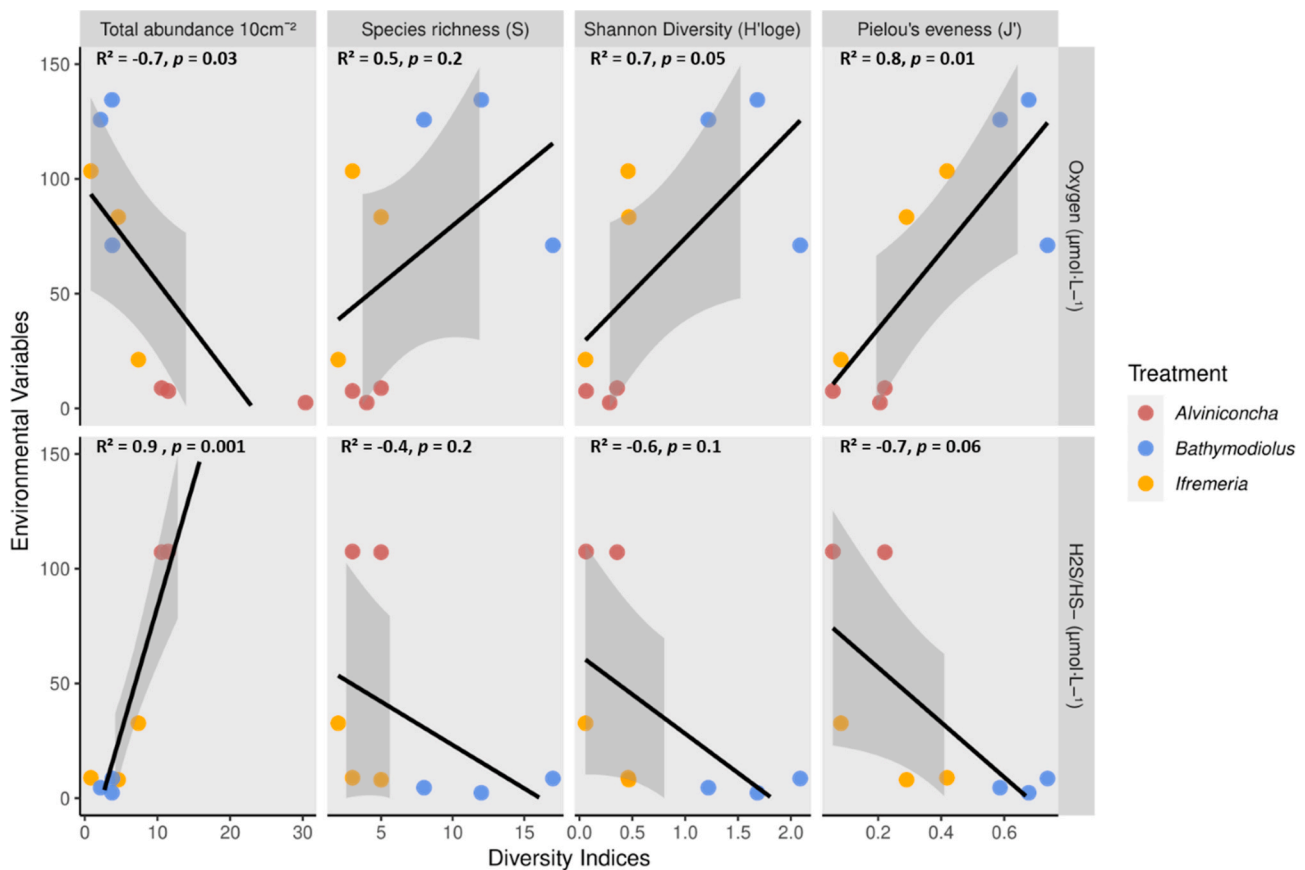 Total abundance 10cm⁻²
Species richness (S)
Shannon Diversity (H'loge)
Pielou's eveness (J')
R² = -0.7, p = 0.03
R² = 0.5, p = 0.2
R² = 0.7, p = 0.05
R² = 0.8, p = 0.01
150
100
50
0
Oxygen (µmol·L–¹)
R² = 0.9 , p = 0.001
R² = -0.4, p = 0.2
R² = -0.6, p = 0.1
R² = -0.7, p = 0.06
150
100
50
0
H2S/HS– (µmol·L–¹)
Environmental Variables
0 10 20 30
5 10 15
0.0 0.5 1.0 1.5 2.0
0.2 0.4 0.6
Diversity Indices
Treatment
Alviniconcha
Bathymodiolus
Ifremeria